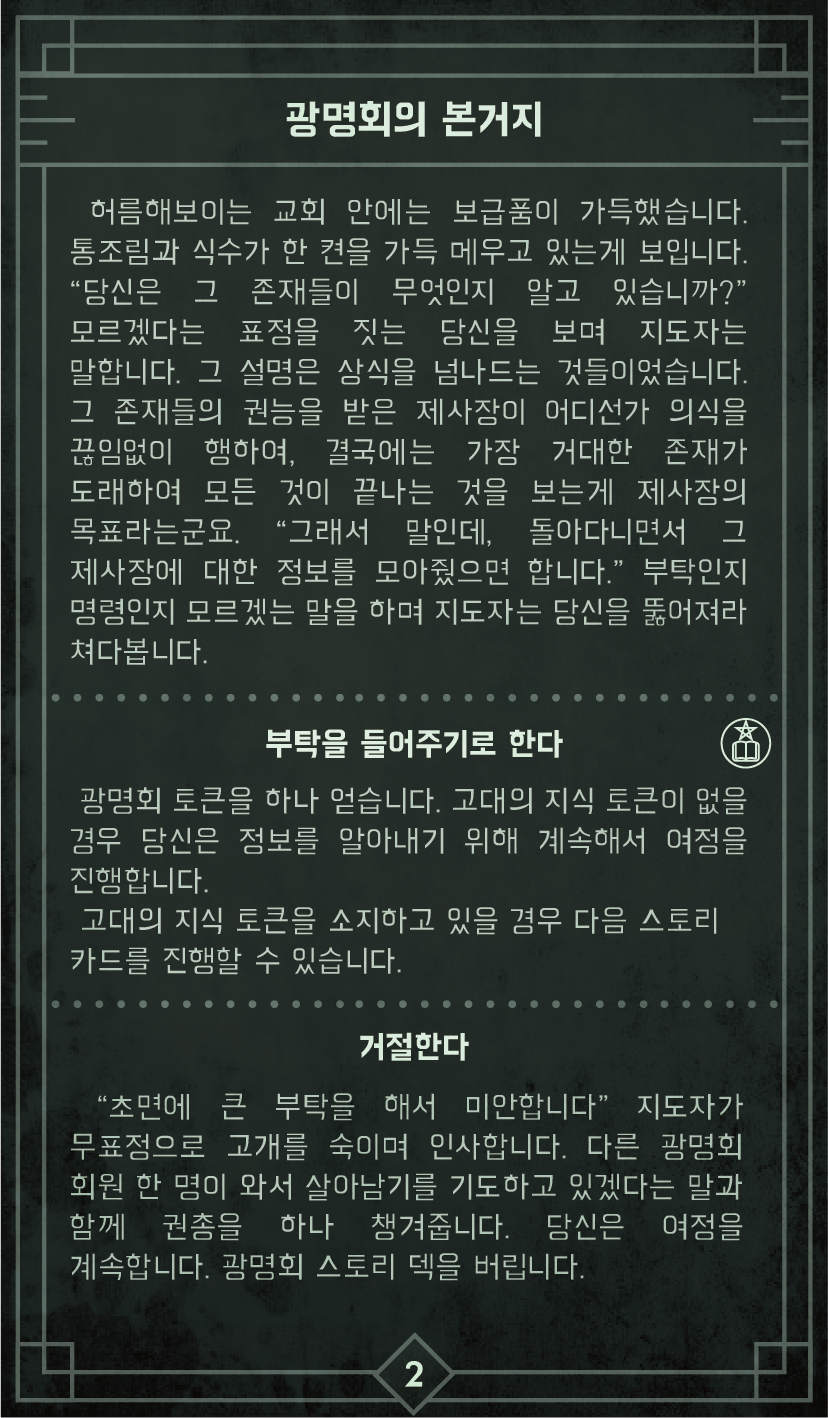 광명회의 본거지
허름해보이는 교회 안에는 보급품이 가득했습니다.
통조림과 식수가 한 켠을 가득 메우고 있는게 보입니다.
“당신은 그 존재들이 무엇인지 알고 있습니까?”
모르겠다는 표정을 짓는 당신을 보며 지도자는
말합니다. 그 설명은 상식을 넘나드는 것들이었습니다.
그 존재들의 권능을 받은 제사장이 어디선가 의식을
끊임없이 행하여, 결국에는 가장 거대한 존재가
도래하여 모든 것이 끝나는 것을 보는게 제사장의
목표라는군요. “그래서 말인데, 돌아다니면서 그
제사장에 대한 정보를 모아줬으면 합니다.” 부탁인지
명령인지 모르겠는 말을 하며 지도자는 당신을 뚫어져라
쳐다봅니다.
부탁을 들어주기로 한다
광명회 토큰을 하나 얻습니다. 고대의 지식 토큰이 없을
경우 당신은 정보를 알아내기 위해 계속해서 여정을
진행합니다.
고대의 지식 토큰을 소지하고 있을 경우 다음 스토리
카드를 진행할 수 있습니다.
거절한다
“초면에 큰 부탁을 해서 미안합니다” 지도자가
무표정으로 고개를 숙이며 인사합니다. 다른 광명회
회원 한 명이 와서 살아남기를 기도하고 있겠다는 말과
함께 권총을 하나 챙겨줍니다. 당신은 여정을
계속합니다. 광명회 스토리 덱을 버립니다.
2